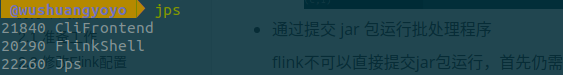 @wushuangyoyo jps
21840 CliFrontend
20290 FlinkShell
22260 Jps
• 通过提交 jar 包运行批处理程序
flink不可以直接提交jar包运行，首先仍需